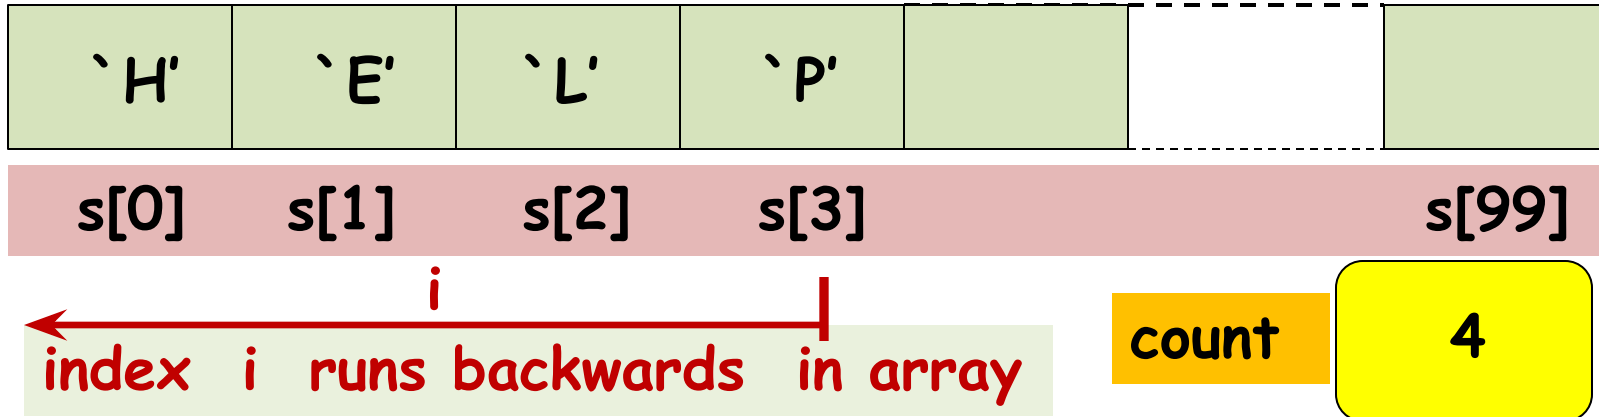 `H' `E' `L' `P'
s[0] s[1] s[2] s[3] s[99]
i
count 4
index i runs backwards in array